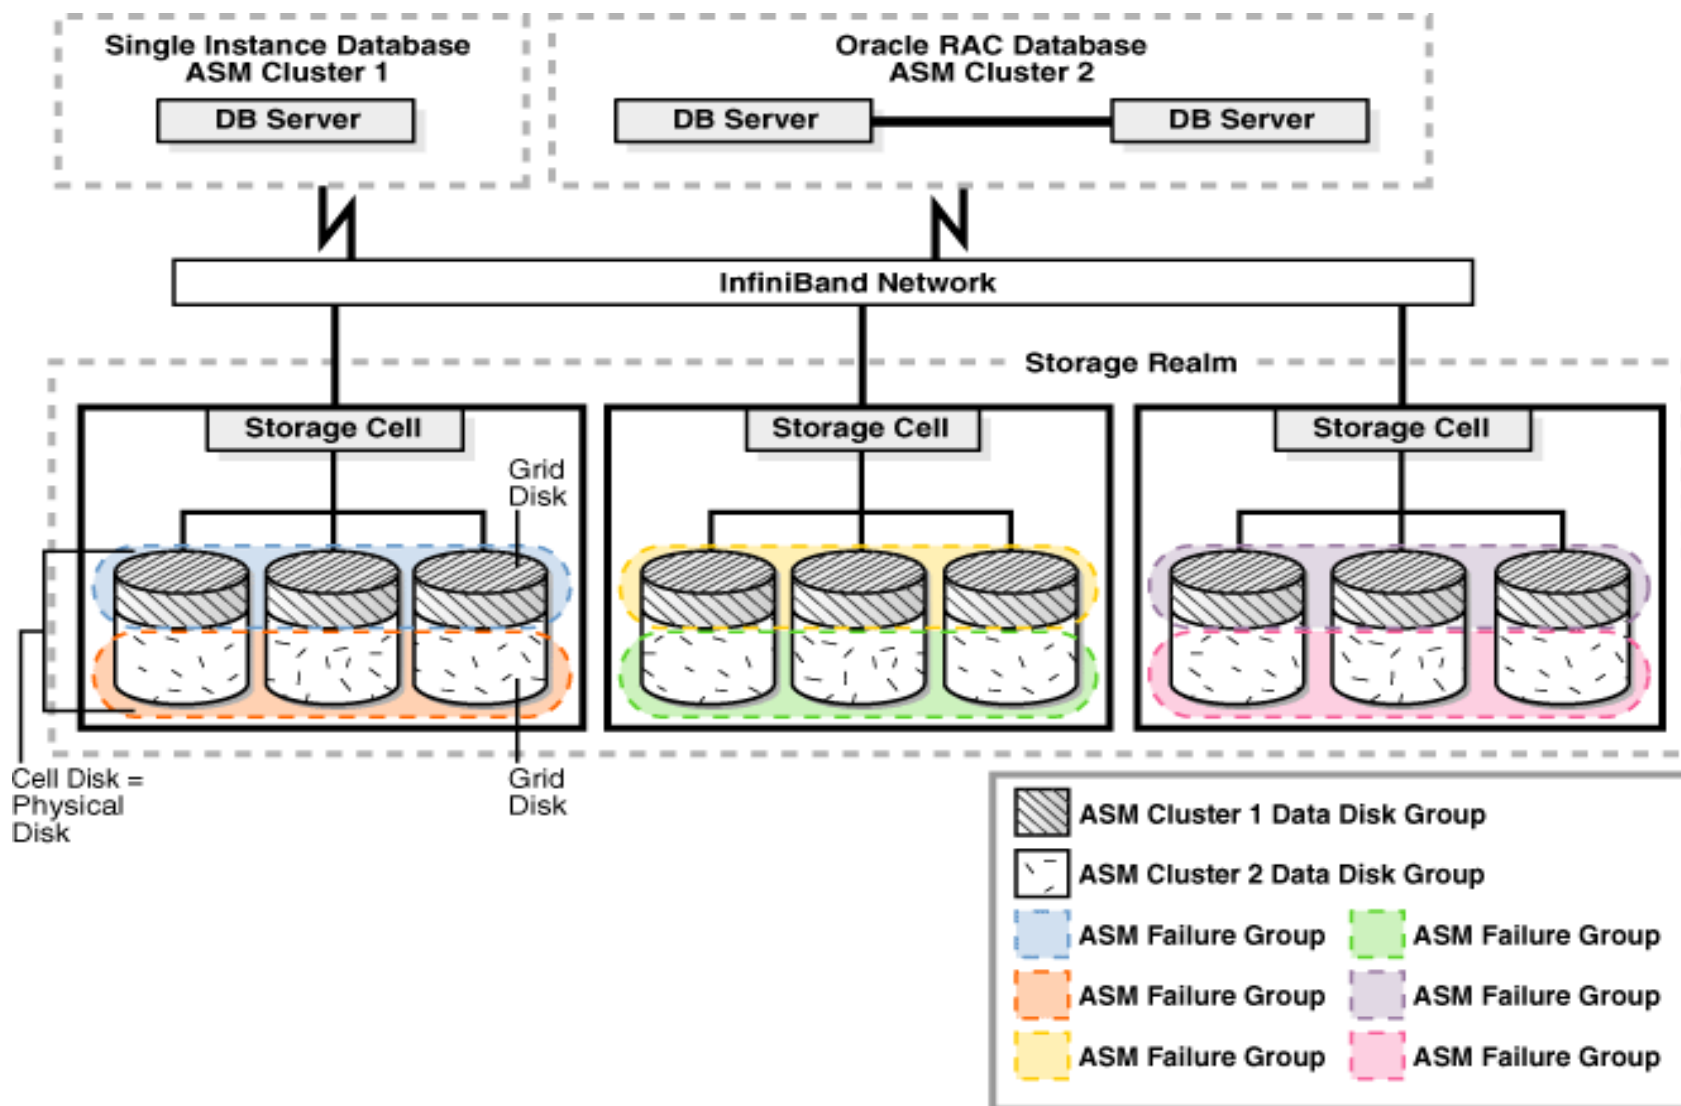 Single Instance Database
ASM Cluster 1
DB Server
Oracle RAC Database
ASM Cluster 2
DB Server
DB Server
InfiniBand Network
Storage Realm
Storage Cell
Storage Cell
Storage Cell
Grid
Disk
Cell Disk =
Physical
Disk
Grid
Disk
ASM Cluster 1 Data Disk Group
ASM Cluster 2 Data Disk Group
ASM Failure Group
ASM Failure Group
ASM Failure Group
ASM Failure Group
ASM Failure Group
ASM Failure Group